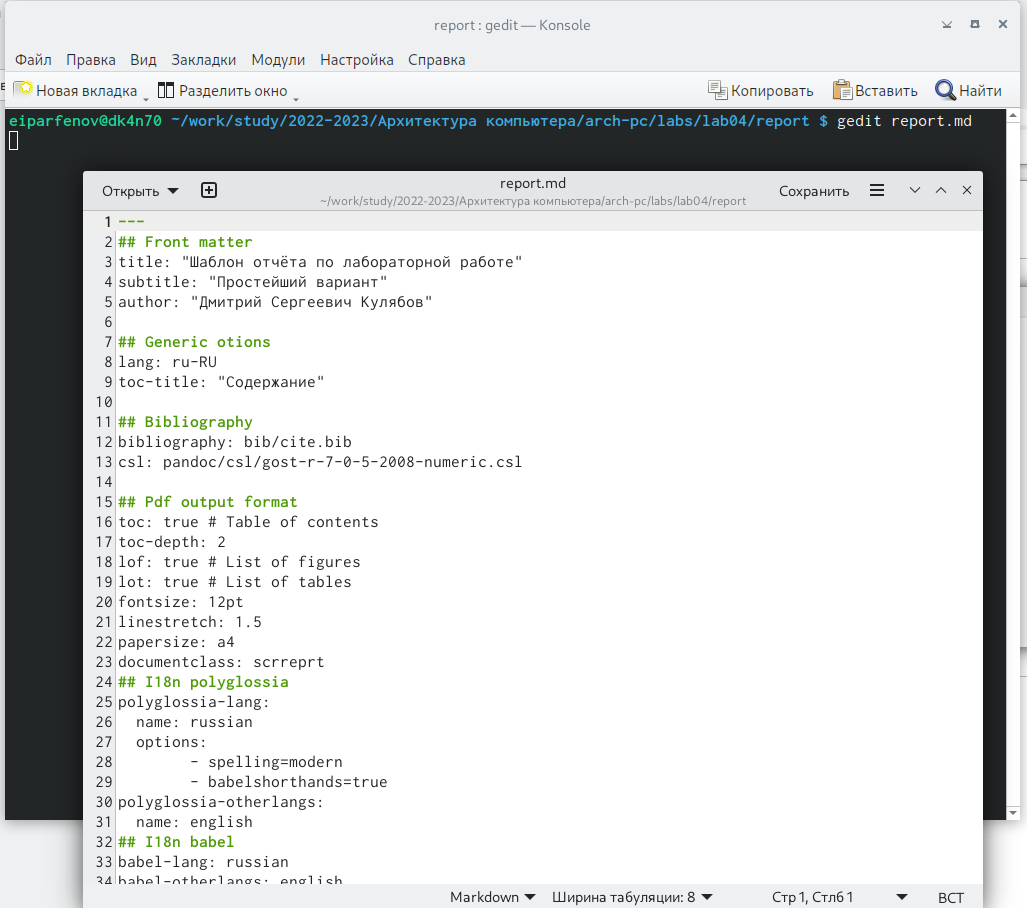 report : gedit — Konsole
Файл Правка Вид Закладки Модули Настройка Справка
Новая вкладка Разделить окно Копировать Вставить Найти
eiparfenov@dk4n70 ~/work/study/2022-2023/Архитектура компьютера/arch-pc/labs/lab04/report $ gedit report.md
Открыть report.md Сохранить
~/work/study/2022-2023/Архитектура компьютера/arch-pc/labs/lab04/report
1 ---
2 ## Front matter
3 title: "Шаблон отчёта по лабораторной работе"
4 subtitle: "Простейший вариант"
5 author: "Дмитрий Сергеевич Кулябов"
6
7 ## Generic otions
8 lang: ru-RU
9 toc-title: "Содержание"
10
11 ## Bibliography
12 bibliography: bib/cite.bib
13 csl: pandoc/csl/gost-r-7-0-5-2008-numeric.csl
14
15 ## Pdf output format
16 toc: true # Table of contents
17 toc-depth: 2
18 lof: true # List of figures
19 lot: true # List of tables
20 fontsize: 12pt
21 linestretch: 1.5
22 papersize: a4
23 documentclass: scrreprt
24 ## I18n polyglossia
25 polyglossia-lang:
26   name: russian
27   options:
28         - spelling=modern
29         - babelshorthands=true
30 polyglossia-otherlangs:
31   name: english
32 ## I18n babel
33 babel-lang: russian
34 babel-otherlangs: english
Markdown Ширина табуляции: 8 Стр 1, Стлб 1 ВСТ